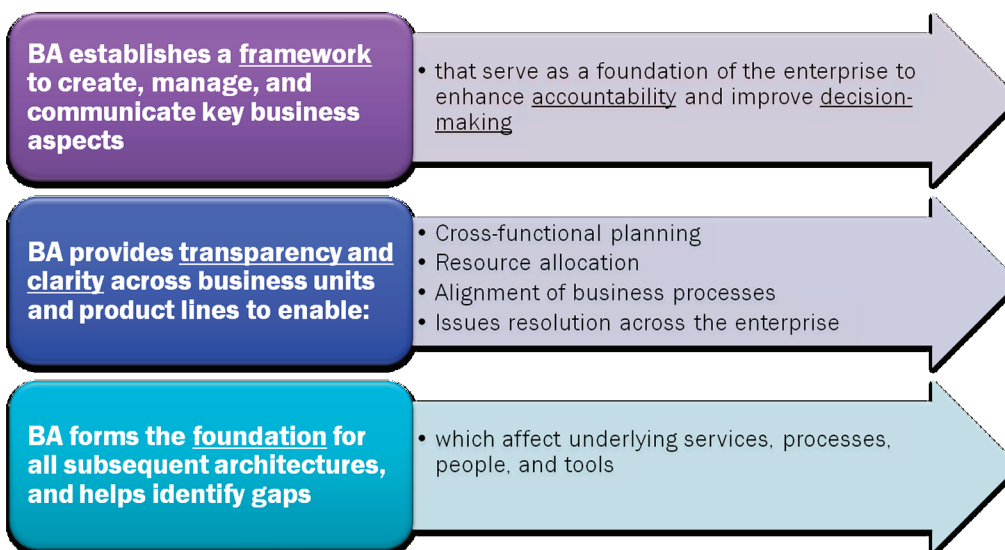 BA establishes a framework
to create, manage, and
communicate key business
aspects
• that serve as a foundation of the enterprise to
enhance accountability and improve decision-
making
BA provides transparency and
clarity across business units
and product lines to enable:
• Cross-functional planning
• Resource allocation
• Alignment of business processes
• Issues resolution across the enterprise
BA forms the foundation for
all subsequent architectures,
and helps identify gaps
• which affect underlying services, processes,
people, and tools